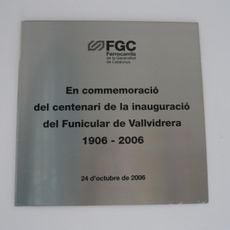 FGC
Ferrocarrils
de la Generalitat
de Catalunya
En commemoració
del centenari de la inauguració
del Funicular de Vallvidrera
1906 - 2006
24 d'octubre de 2006